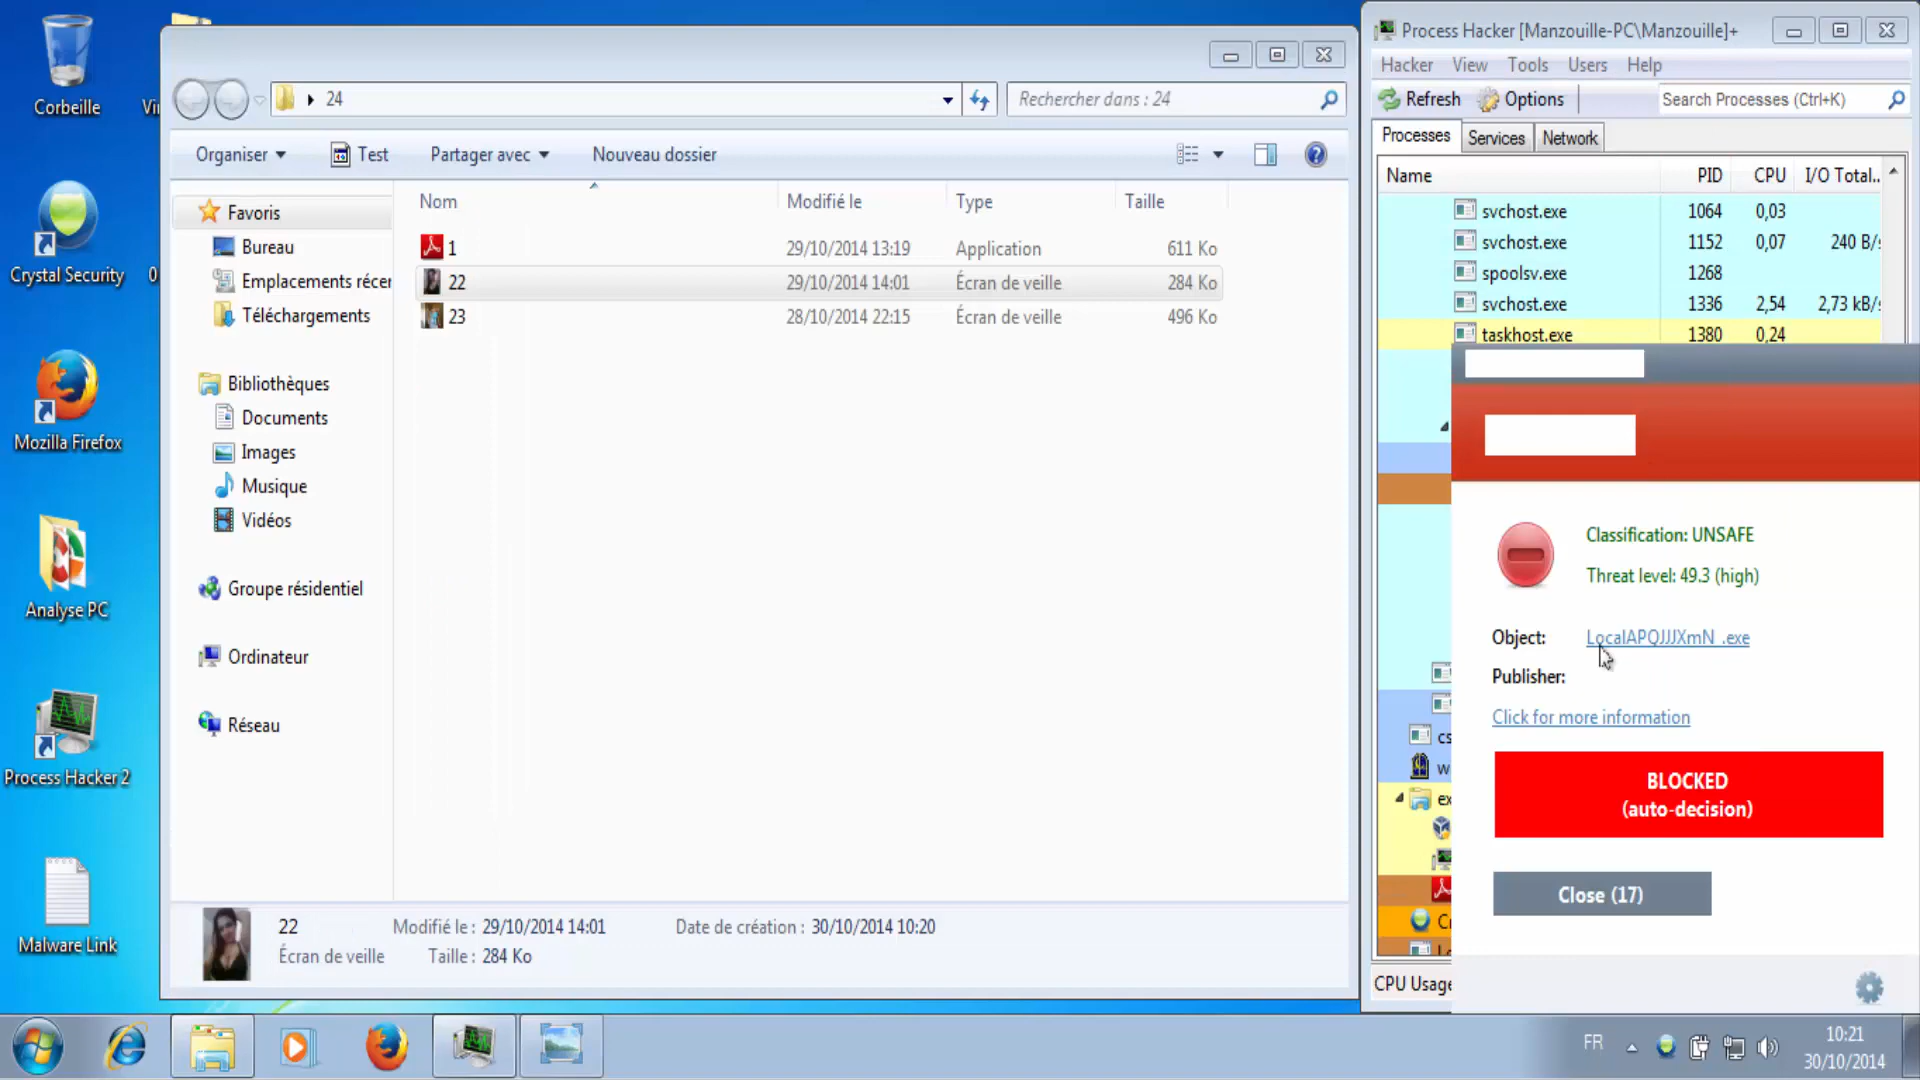 Corbeille
Crystal Security
Mozilla Firefox
Analyse PC
Process Hacker 2
Malware Link
24
Rechercher dans : 24
Organiser
Test
Partager avec
Nouveau dossier
Favoris
Bureau
Emplacements récer
Téléchargements
Bibliothèques
Documents
Images
Musique
Vidéos
Groupe résidentiel
Ordinateur
Réseau
Nom Modifié le Type Taille
1 29/10/2014 13:19 Application 611 Ko
22 29/10/2014 14:01 Écran de veille 284 Ko
23 28/10/2014 22:15 Écran de veille 496 Ko
22 Modifié le : 29/10/2014 14:01 Date de création : 30/10/2014 10:20
Écran de veille Taille : 284 Ko
Process Hacker [Manzouille-PC\Manzouille]+
Hacker View Tools Users Help
Refresh Options Search Processes (Ctrl+K)
Processes Services Network
Name PID CPU I/O Total...
svchost.exe 1064 0,03
svchost.exe 1152 0,07 240 B/s
spoolsv.exe 1268
svchost.exe 1336 2,54 2,73 kB/s
taskhost.exe 1380 0,24
Classification: UNSAFE
Threat level: 49.3 (high)
Object: LocalAPQJJJXmN_.exe
Publisher:
Click for more information
BLOCKED
(auto-decision)
Close (17)
CPU Usage
FR
10:21
30/10/2014